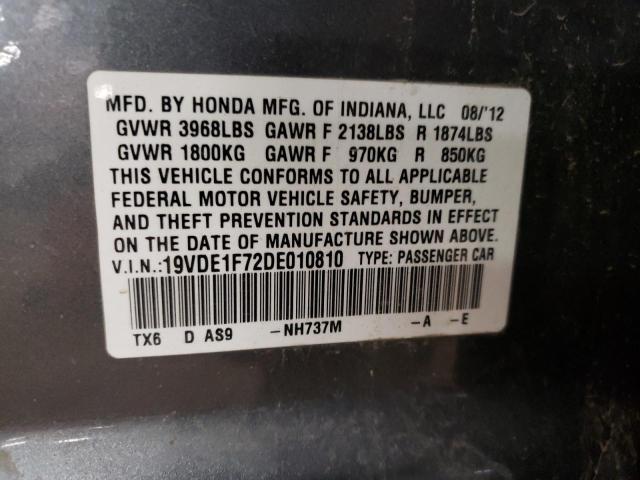 MFD. BY HONDA MFG. OF INDIANA, LLC 08/'12
GVWR 3968LBS GAWR F 2138LBS R 1874LBS
GVWR 1800KG GAWR F 970KG R 850KG
THIS VEHICLE CONFORMS TO ALL APPLICABLE
FEDERAL MOTOR VEHICLE SAFETY, BUMPER,
AND THEFT PREVENTION STANDARDS IN EFFECT
ON THE DATE OF MANUFACTURE SHOWN ABOVE.
V.I.N.:19VDE1F72DE010810 TYPE: PASSENGER CAR
TX6 D AS9 -NH737M -A -E